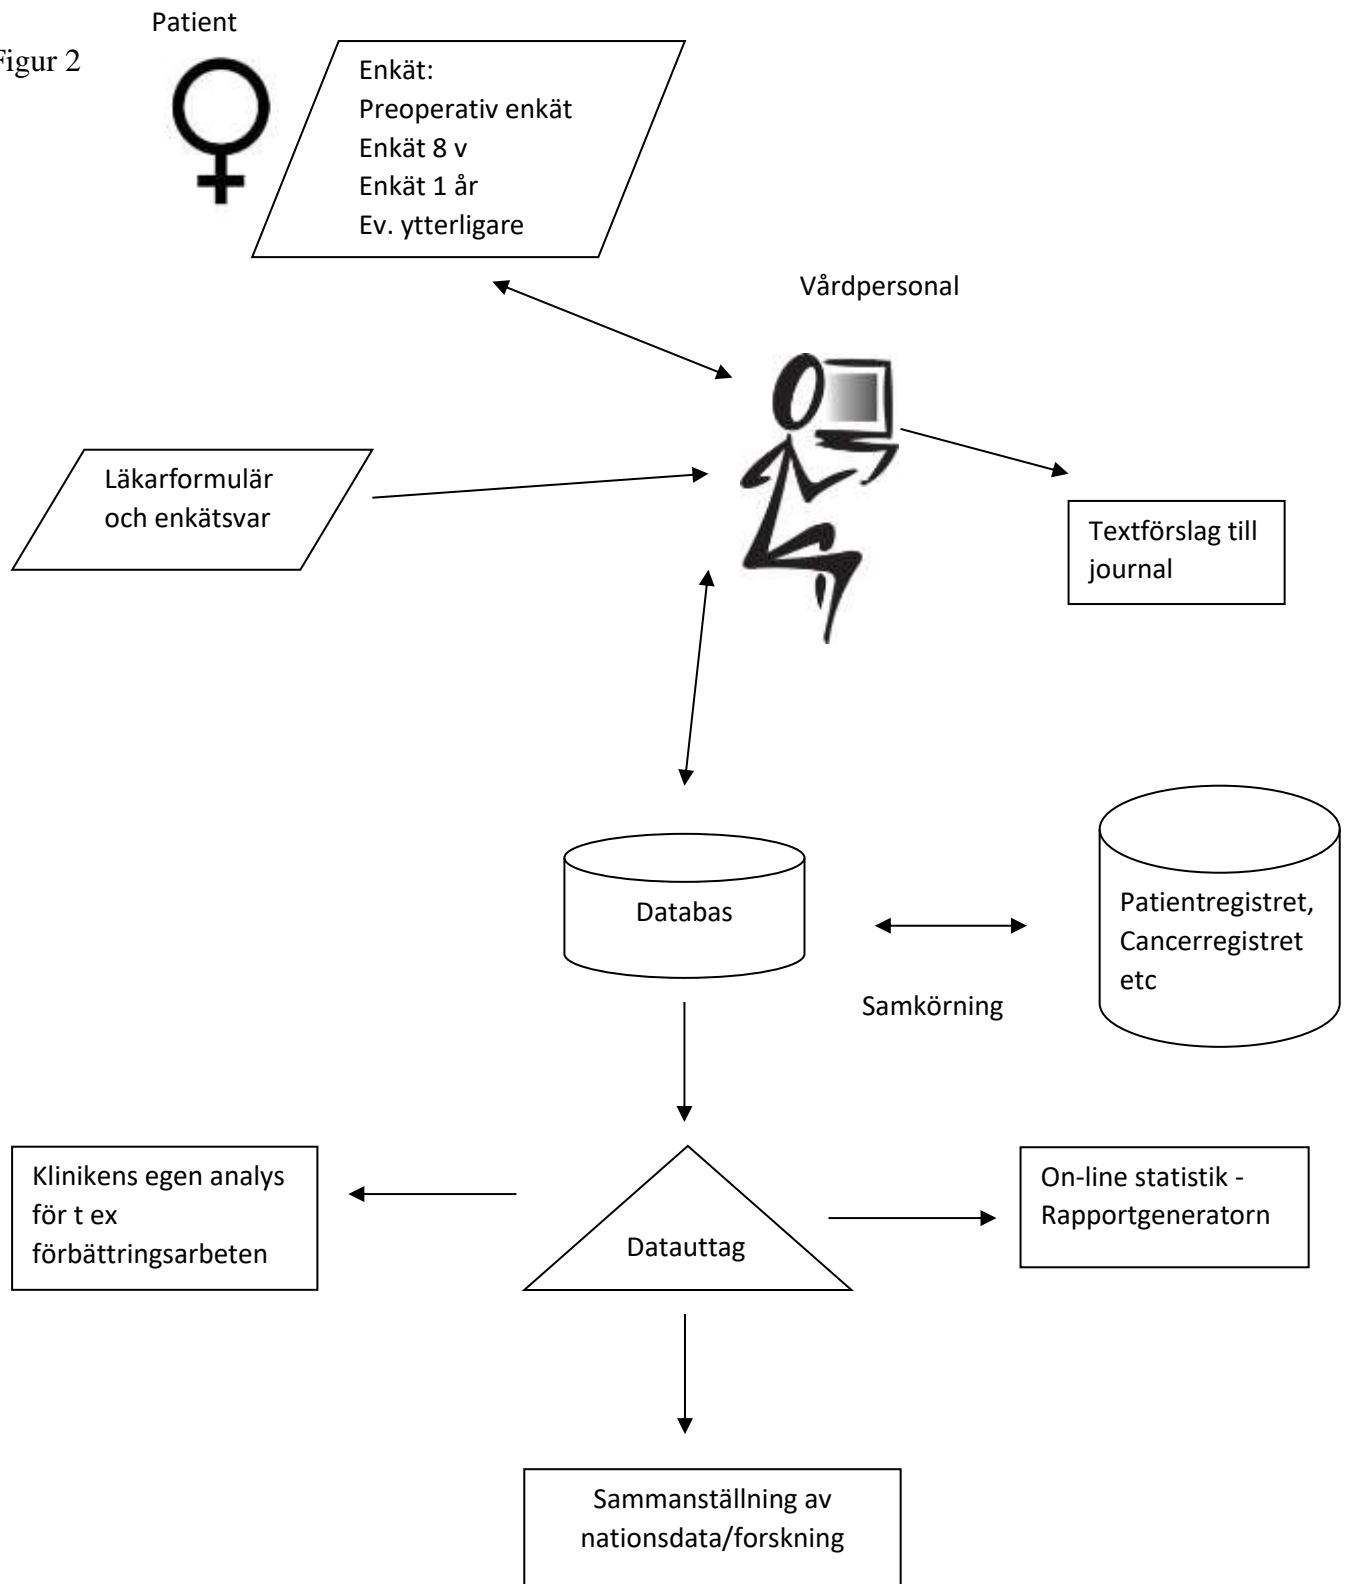 Patient
Figur 2
Enkät:
Preoperativ enkät
Enkät 8 v
Enkät 1 år
Ev. ytterligare
Vårdpersonal
Läkarformulär
och enkätsvar
Textförslag till
journal
Databas
Patientregistret,
Cancerregistret
etc
Samkörning
Klinikens egen analys
för t ex
förbättringsarbeten
Datauttag
On-line statistik -
Rapportgeneratorn
Sammanställning av
nationsdata/forskning